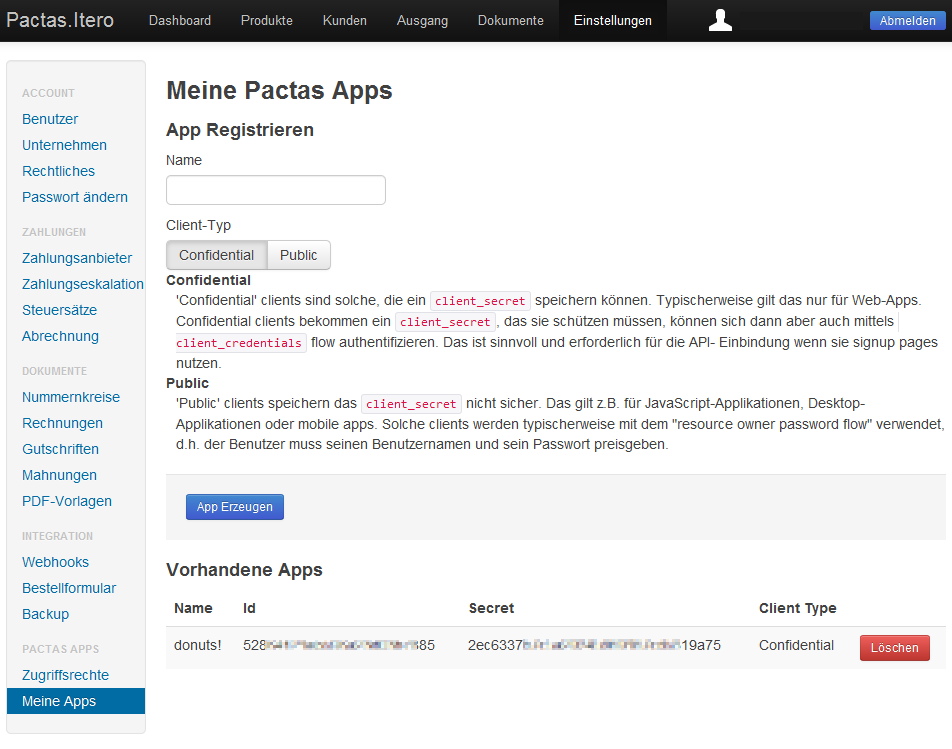 Pactas.Itero Dashboard Produkte Kunden Ausgang Dokumente Einstellungen Abmelden
ACCOUNT
Benutzer
Unternehmen
Rechtliches
Passwort ändern
ZAHLUNGEN
Zahlungsanbieter
Zahlungseskalation
Steuersätze
Abrechnung
DOKUMENTE
Nummernkreise
Rechnungen
Gutschriften
Mahnungen
PDF-Vorlagen
INTEGRATION
Webhooks
Bestellformular
Backup
PACTAS APPS
Zugriffsrechte
Meine Apps
Meine Pactas Apps
App Registrieren
Name
Client-Typ
Confidential Public
Confidential
'Confidential' clients sind solche, die ein client_secret speichern können. Typischerweise gilt das nur für Web-Apps.
Confidential clients bekommen ein client_secret , das sie schützen müssen, können sich dann aber auch mittels
client_credentials flow authentifizieren. Das ist sinnvoll und erforderlich für die API- Einbindung wenn sie signup pages
nutzen.
Public
'Public' clients speichern das client_secret nicht sicher. Das gilt z.B. für JavaScript-Applikationen, Desktop-
Applikationen oder mobile apps. Solche clients werden typischerweise mit dem "resource owner password flow" verwendet,
d.h. der Benutzer muss seinen Benutzernamen und sein Passwort preisgeben.
App Erzeugen
Vorhandene Apps
Name Id Secret Client Type
donuts! 528 385 2ec6337 19a75 Confidential Löschen